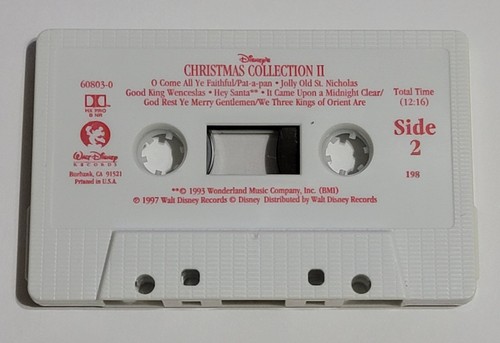 Disney's
CHRISTMAS COLLECTION II
60803-0
O Come All Ye Faithful/Pat-a-pan • Jolly Old St. Nicholas
Good King Wenceslas • Hey Santa** • It Came Upon a Midnight Clear/
God Rest Ye Merry Gentlemen/We Three Kings of Orient Are
Total Time
(12:16)
Side
2
198
Walt Disney
RECORDS
Burbank, CA 91521
Printed in U.S.A.
**© 1993 Wonderland Music Company, Inc. (BMI)
℗ 1997 Walt Disney Records © Disney Distributed by Walt Disney Records